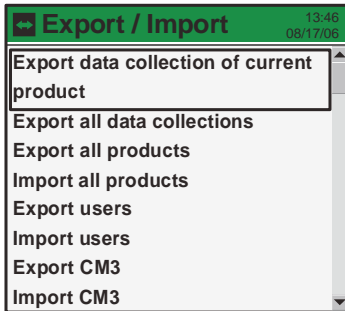 Export / Import
13:46
08/17/06
Export data collection of current
product
Export all data collections
Export all products
Import all products
Export users
Import users
Export CM3
Import CM3